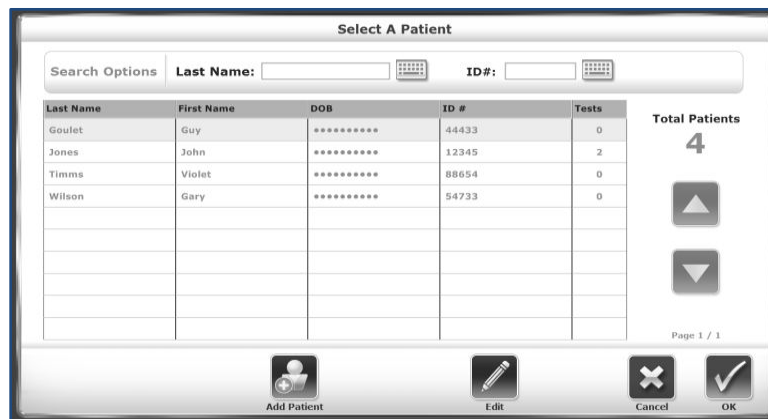 Select A Patient
Search Options Last Name: ID#:
Last Name First Name DOB ID # Tests
Goulet Guy ********** 44433 0
Jones John ********** 12345 2
Timms Violet ********** 88654 0
Wilson Gary ********** 54733 0
Total Patients
4
Page 1 / 1
Add Patient Edit Cancel OK